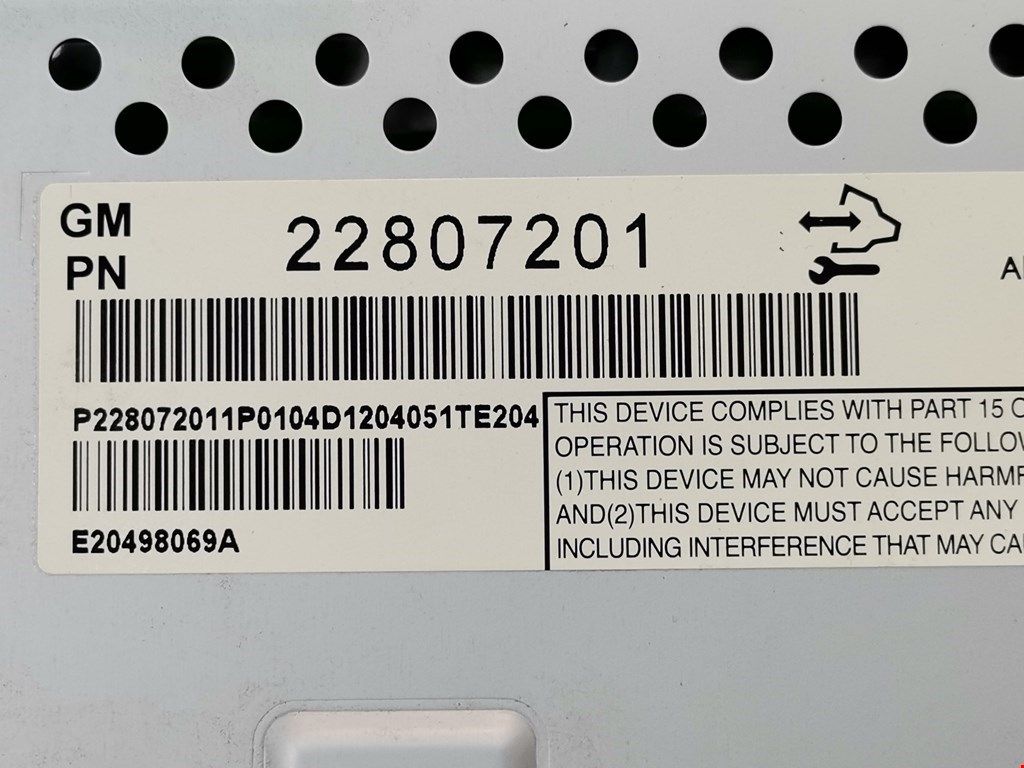 GM
PN
22807201
P228072011P0104D1204051TE204
E20498069A
THIS DEVICE COMPLIES WITH PART 15
OPERATION IS SUBJECT TO THE
(1)THIS DEVICE MAY NOT CAUSE
AND(2)THIS DEVICE MUST ACCEPT ANY
INCLUDING INTERFERENCE THAT MAY